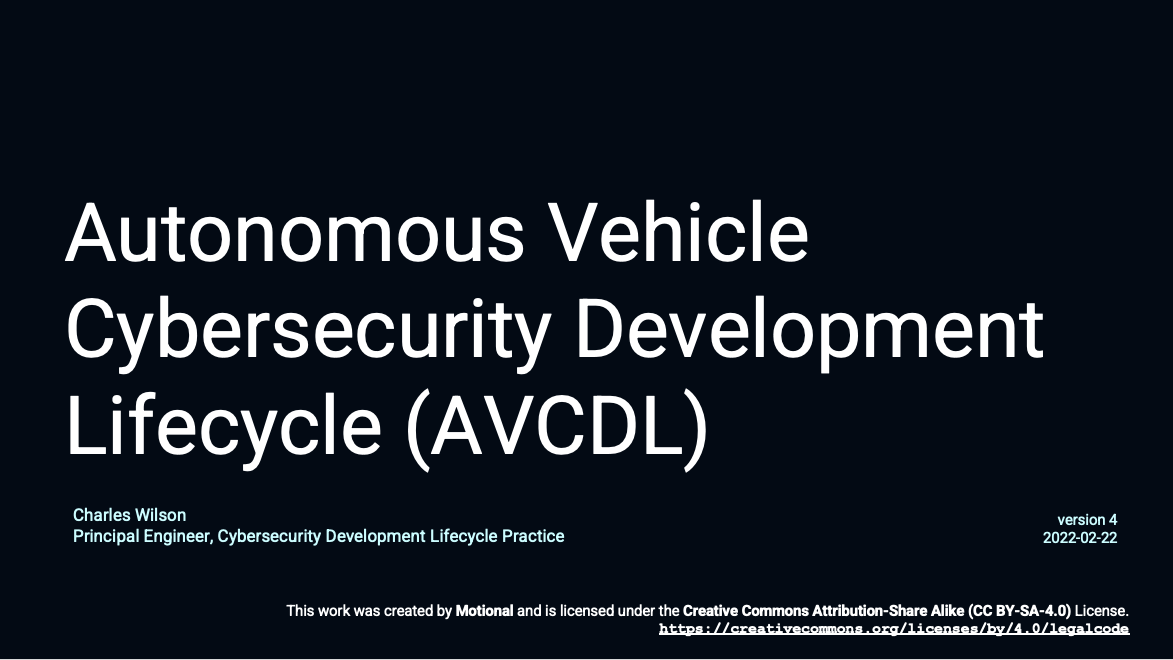 Autonomous Vehicle
Cybersecurity Development
Lifecycle (AVCDL)
Charles Wilson
Principal Engineer, Cybersecurity Development Lifecycle Practice
version 4
2022-02-22
This work was created by Motional and is licensed under the Creative Commons Attribution-Share Alike (CC BY-SA-4.0) License.
https://creativecommons.org/licenses/by/4.0/legalcode